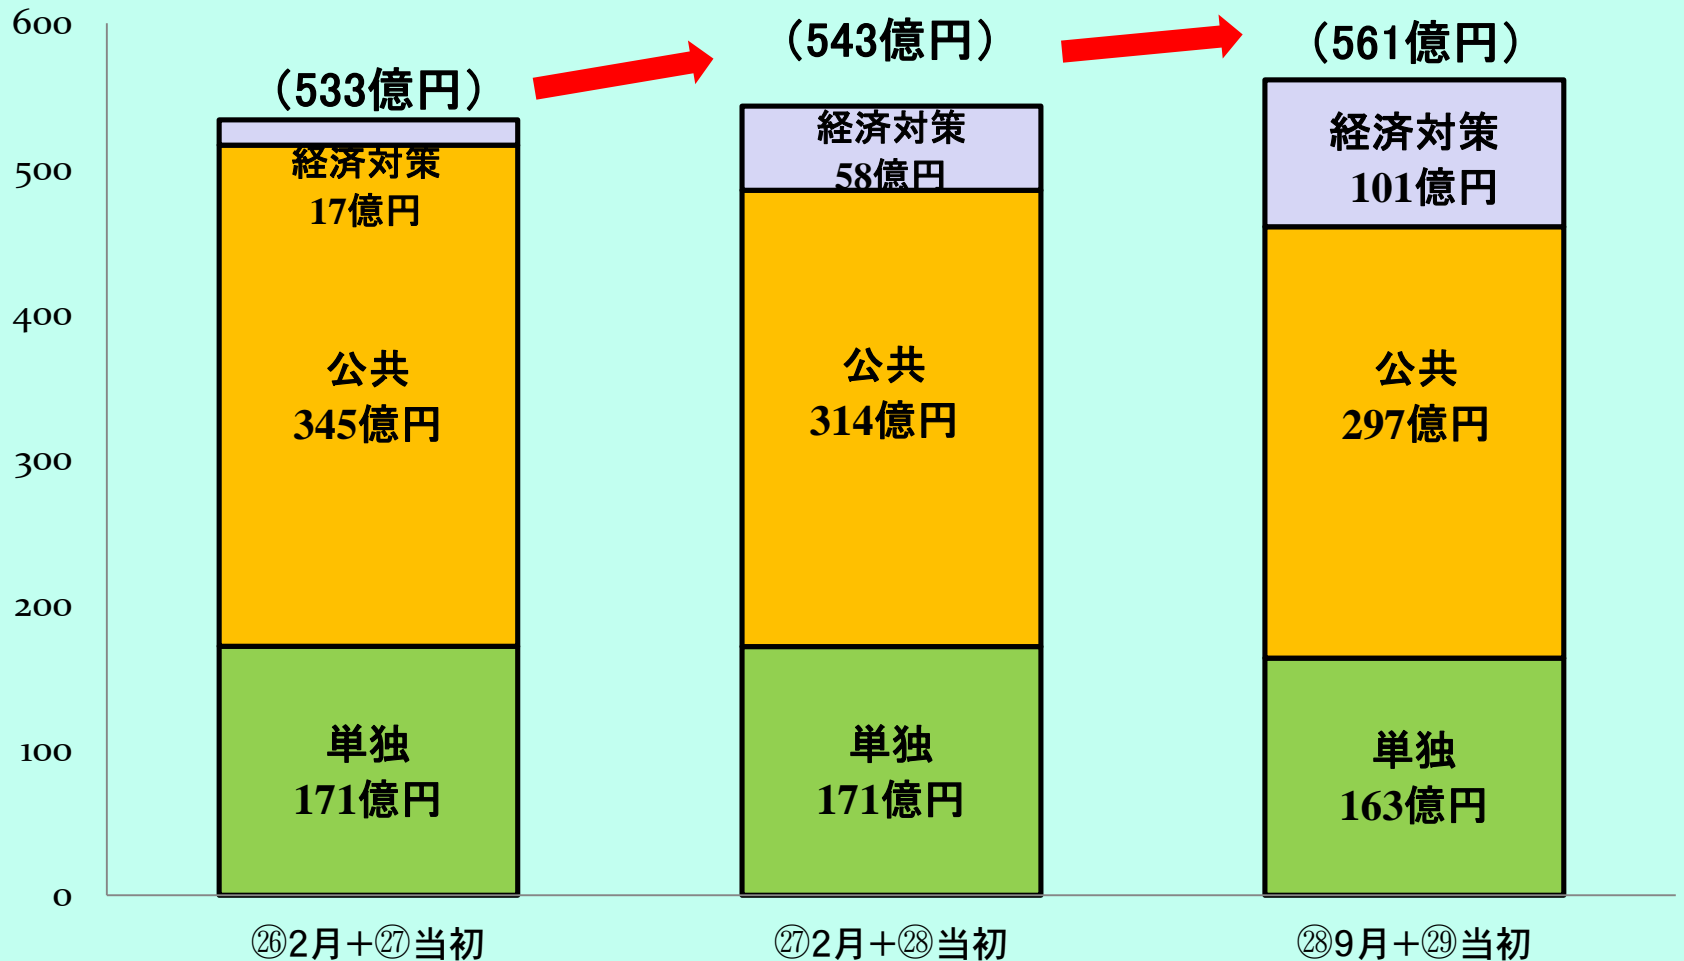 600
500
400
300
200
100
0
（533億円）
経済対策
17億円
公共
345億円
単独
171億円
（543億円）
経済対策
58億円
公共
314億円
単独
171億円
（561億円）
経済対策
101億円
公共
297億円
単独
163億円
㉖2月＋㉗当初
㉗2月＋㉘当初
㉘9月＋㉙当初